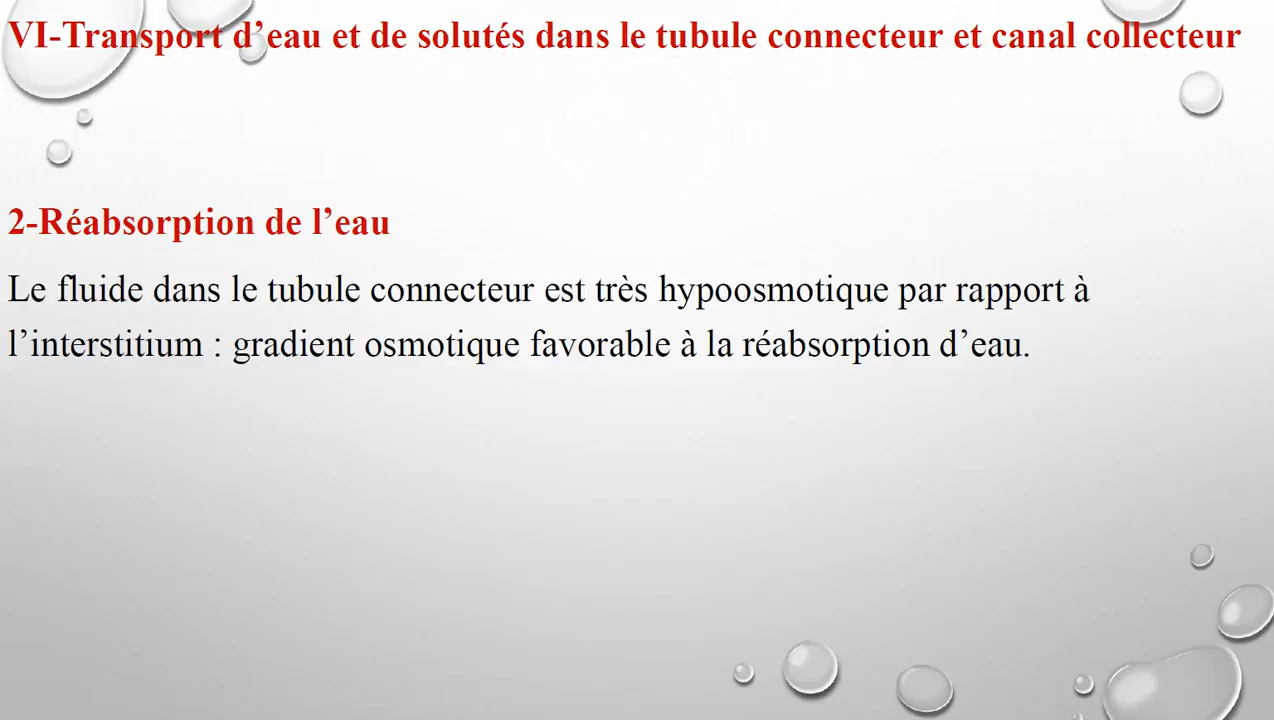 VI-Transport d’eau et de solutés dans le tubule connecteur et canal collecteur
2-Réabsorption de l’eau
Le fluide dans le tubule connecteur est très hypoosmotique par rapport à
l’interstitium : gradient osmotique favorable à la réabsorption d’eau.